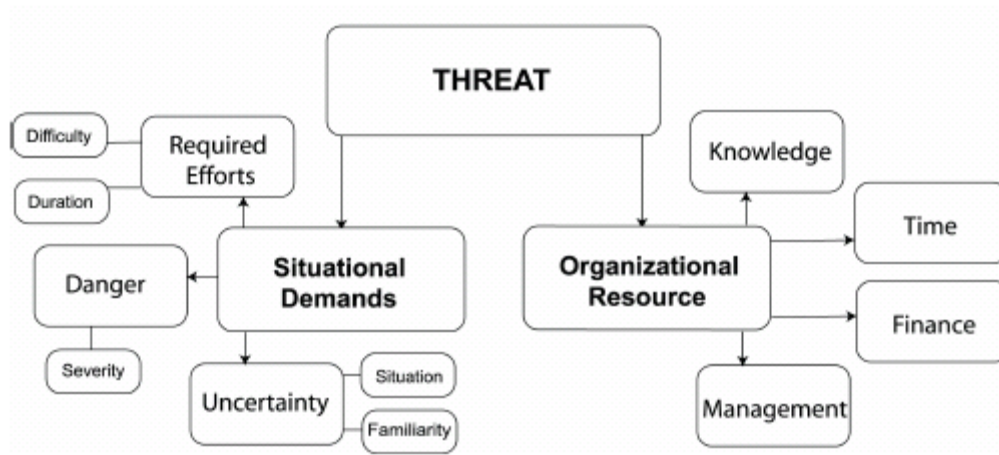 THREAT
Difficulty
Required
Efforts
Duration
Knowledge
Time
Situational
Demands
Organizational
Resource
Danger
Severity
Finance
Uncertainty
Situation
Familiarity
Management